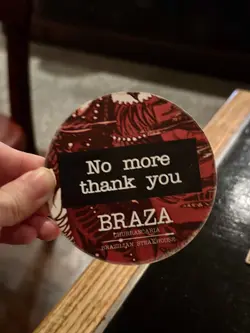 No more
thank you
BRAZA
CHURRASCARIA
BRAZILIAN STEAKHOUSE